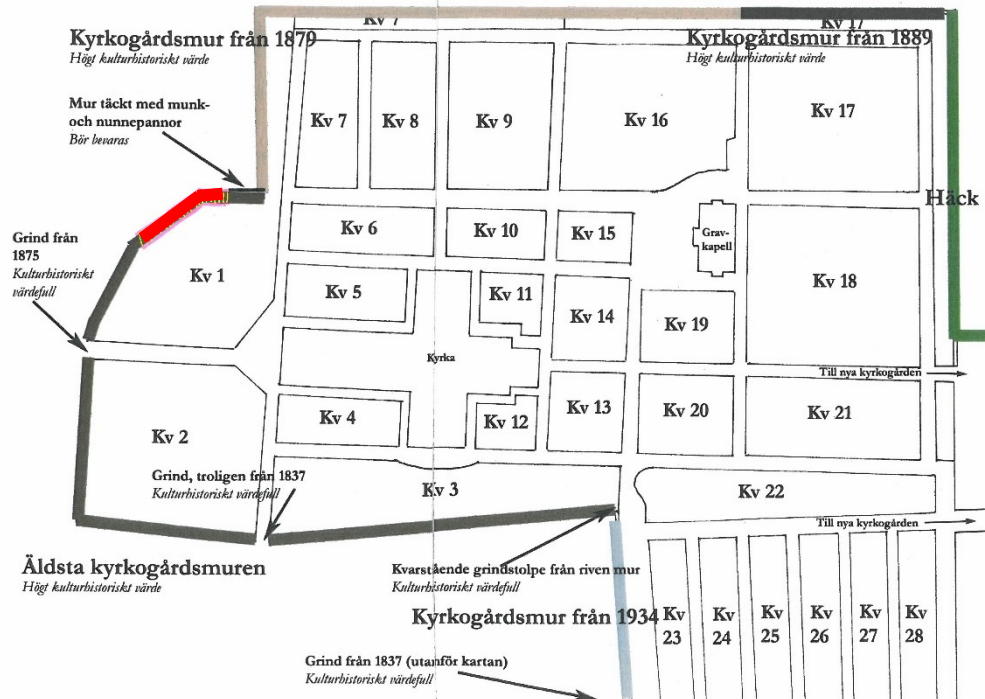 Kv 7
Kv 17
Kyrkogårdsmur från 1879
Högt kulturhistoriskt värde
Kyrkogårdsmur från 1889
Högt kulturhistoriskt värde
Mur täckt med munk-
och nunnepannor
Bör bevaras
Kv 7
Kv 8
Kv 9
Kv 16
Kv 17
Häck
Grind från
1875
Kulturhistoriskt
värdefull
Kv 6
Kv 10
Kv 15
Grav-
kapell
Kv 1
Kv 5
Kv 11
Kv 14
Kv 19
Kv 18
Kyrka
Till nya kyrkogården
Kv 2
Kv 4
Kv 12
Kv 13
Kv 20
Kv 21
Grind, troligen från 1837
Kulturhistoriskt värdefull
Kv 3
Kv 22
Till nya kyrkogården
Äldsta kyrkogårdsmuren
Högt kulturhistoriskt värde
Kvarstående grindstolpe från riven mur
Kulturhistoriskt värdefull
Kyrkogårdsmur från 1934
Kv
23
Kv
24
Kv
25
Kv
26
Kv
27
Kv
28
Grind från 1837 (utanför kartan)
Kulturhistoriskt värdefull